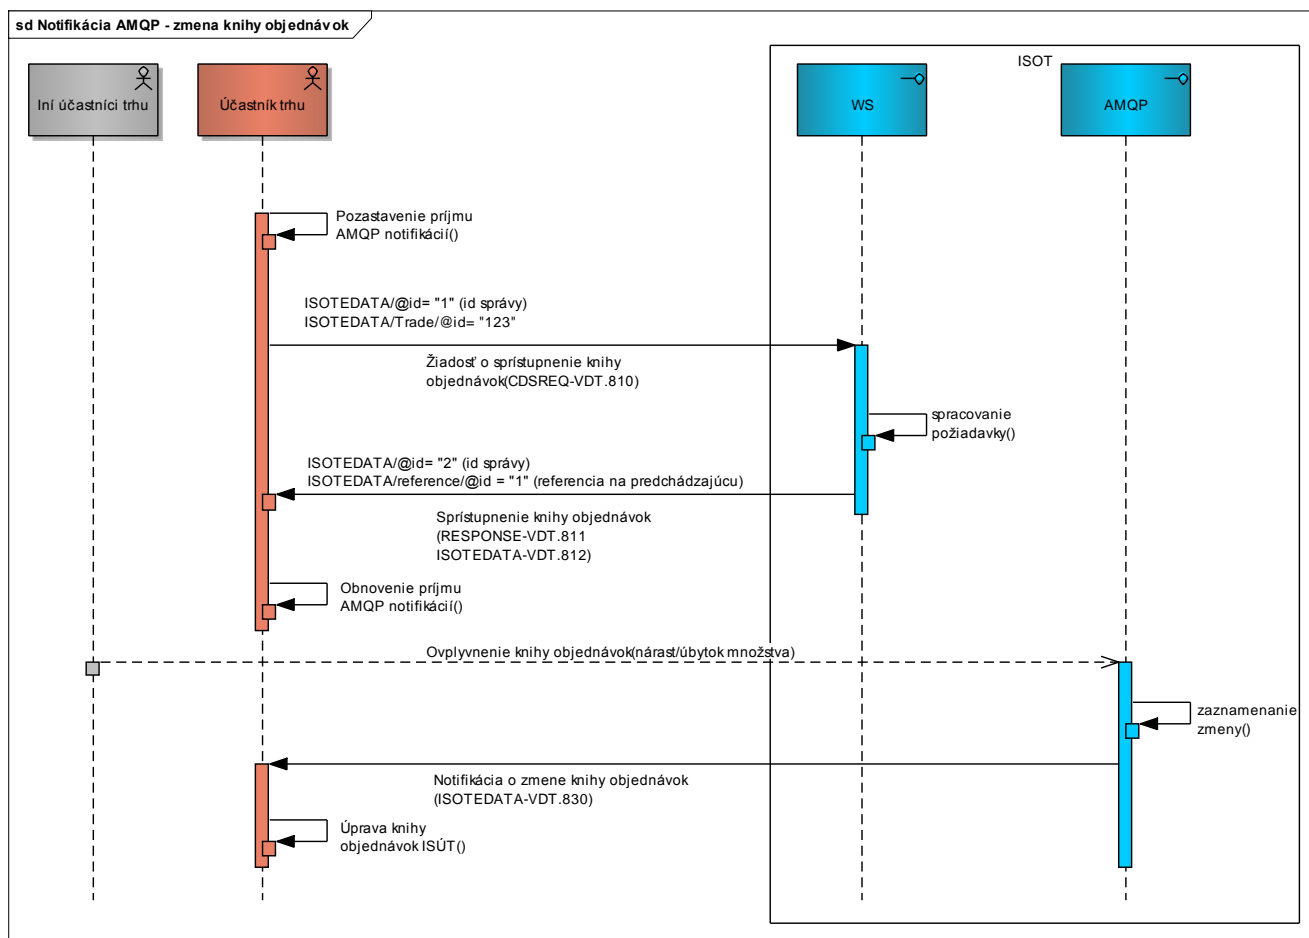 sd Notifikácia AMQP - zmena knihy objednávok
ISOT
Iní účastníci trhu
Účastník trhu
WS
AMQP
Pozastavenie príjmu
AMQP notifikácií()
ISOTEDATA/@id= "1" (id správy)
ISOTEDATA/Trade/@id= "123"
Žiadosť o sprístupnenie knihy
objednávok(CDSREQ-VDT.810)
spracovanie
požiadavky()
ISOTEDATA/@id= "2" (id správy)
ISOTEDATA/reference/@id = "1" (referencia na predchádzajúcu)
Sprístupnenie knihy objednávok
(RESPONSE-VDT.811
ISOTEDATA-VDT.812)
Obnovenie príjmu
AMQP notifikácií()
Ovplyvnenie knihy objednávok(nárast/úbytok množstva)
zaznamenanie
zmeny()
Notifikácia o zmene knihy objednávok
(ISOTEDATA-VDT.830)
Úprava knihy
objednávok ISÚT()